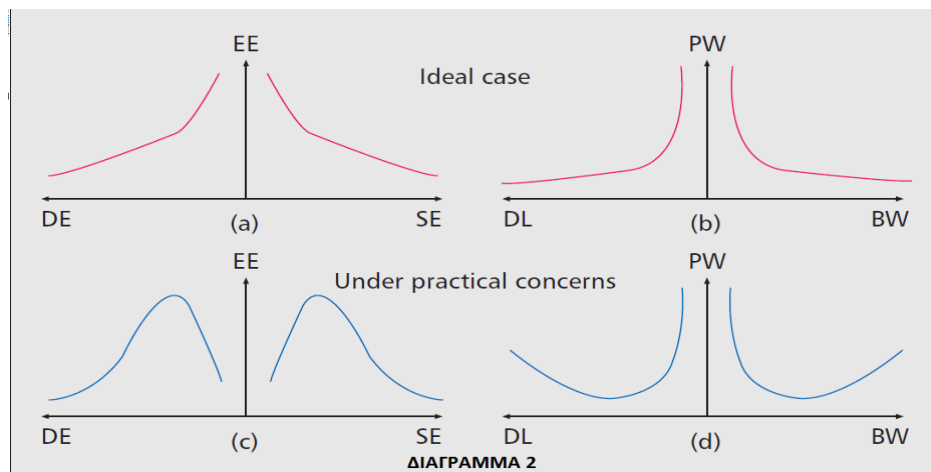 EE
PW
Ideal case
DE
(a)
SE
DL
(b)
BW
EE
PW
Under practical concerns
DE
(c)
SE
DL
(d)
BW
ΔΙΑΓΡΑΜΜΑ 2